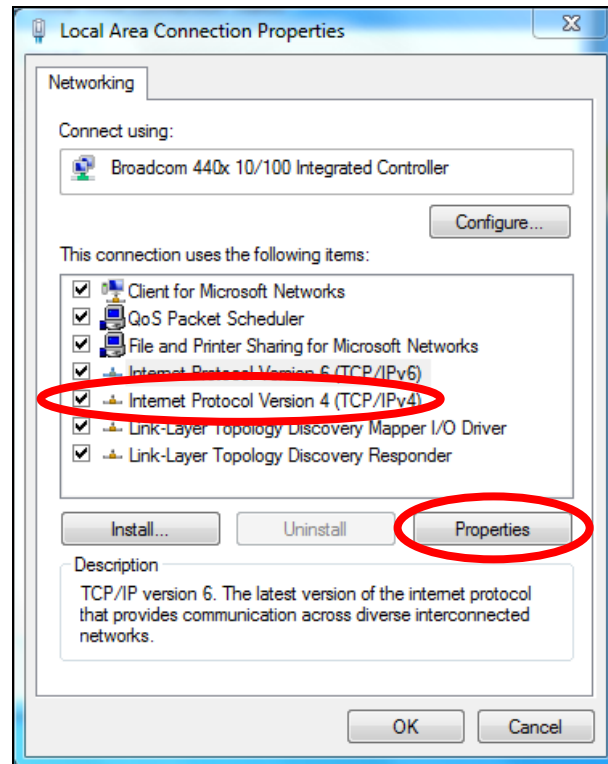 Local Area Connection Properties
Networking
Connect using:
Broadcom 440x 10/100 Integrated Controller
Configure...
This connection uses the following items:
Client for Microsoft Networks
QoS Packet Scheduler
File and Printer Sharing for Microsoft Networks
Internet Protocol Version 6 (TCP/IPv6)
Internet Protocol Version 4 (TCP/IPv4)
Link-Layer Topology Discovery Mapper I/O Driver
Link-Layer Topology Discovery Responder
Install... Uninstall Properties
Description
TCP/IP version 6. The latest version of the internet protocol
that provides communication across diverse interconnected
networks.
OK Cancel